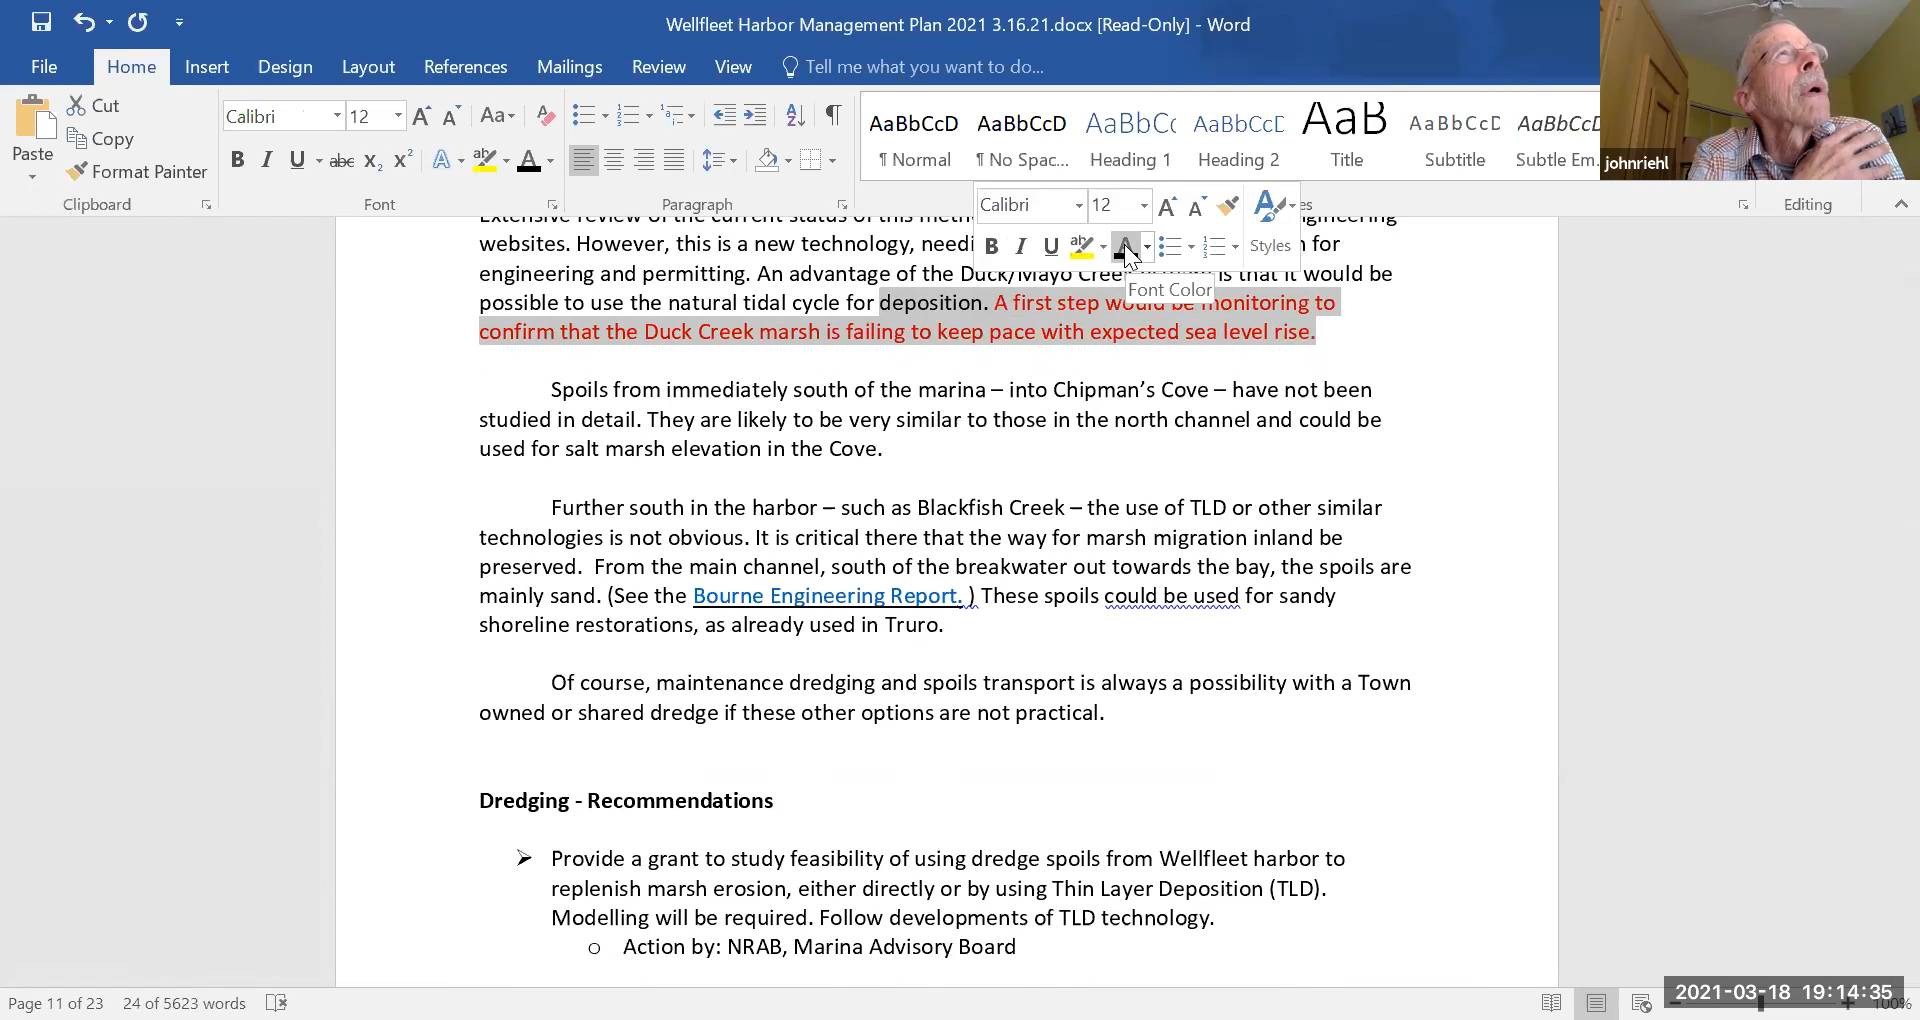 Wellfleet Harbor Management Plan 2021 3.16.21.docx [Read-Only] - Word
File Home Insert Design Layout References Mailings Review View Tell me what you want to do...
Paste
Cut
Copy
Format Painter
Calibri 12
AaBbCcD AaBbCcD AaBbCc AaBbCcD AaB AaBbCcD AaBbCcD
¶ Normal ¶ No Spac... Heading 1 Heading 2 Title Subtitle Subtle Em.
johnriehl
Clipboard Font Paragraph Editing
Calibri 12
Styles
Font Color
Extensive review of the current status of this
websites. However, this is a new technology, for
engineering and permitting. An advantage of the Duck/Mayo is that it would be
possible to use the natural tidal cycle for deposition. A first step would be monitoring to
confirm that the Duck Creek marsh is failing to keep pace with expected sea level rise.
Spoils from immediately south of the marina – into Chipman’s Cove – have not been
studied in detail. They are likely to be very similar to those in the north channel and could be
used for salt marsh elevation in the Cove.
Further south in the harbor – such as Blackfish Creek – the use of TLD or other similar
technologies is not obvious. It is critical there that the way for marsh migration inland be
preserved. From the main channel, south of the breakwater out towards the bay, the spoils are
mainly sand. (See the Bourne Engineering Report. ) These spoils could be used for sandy
shoreline restorations, as already used in Truro.
Of course, maintenance dredging and spoils transport is always a possibility with a Town
owned or shared dredge if these other options are not practical.
Dredging - Recommendations
➢ Provide a grant to study feasibility of using dredge spoils from Wellfleet harbor to
replenish marsh erosion, either directly or by using Thin Layer Deposition (TLD).
Modelling will be required. Follow developments of TLD technology.
o Action by: NRAB, Marina Advisory Board
Page 11 of 23 24 of 5623 words
2021-03-18 19:14:35
100%